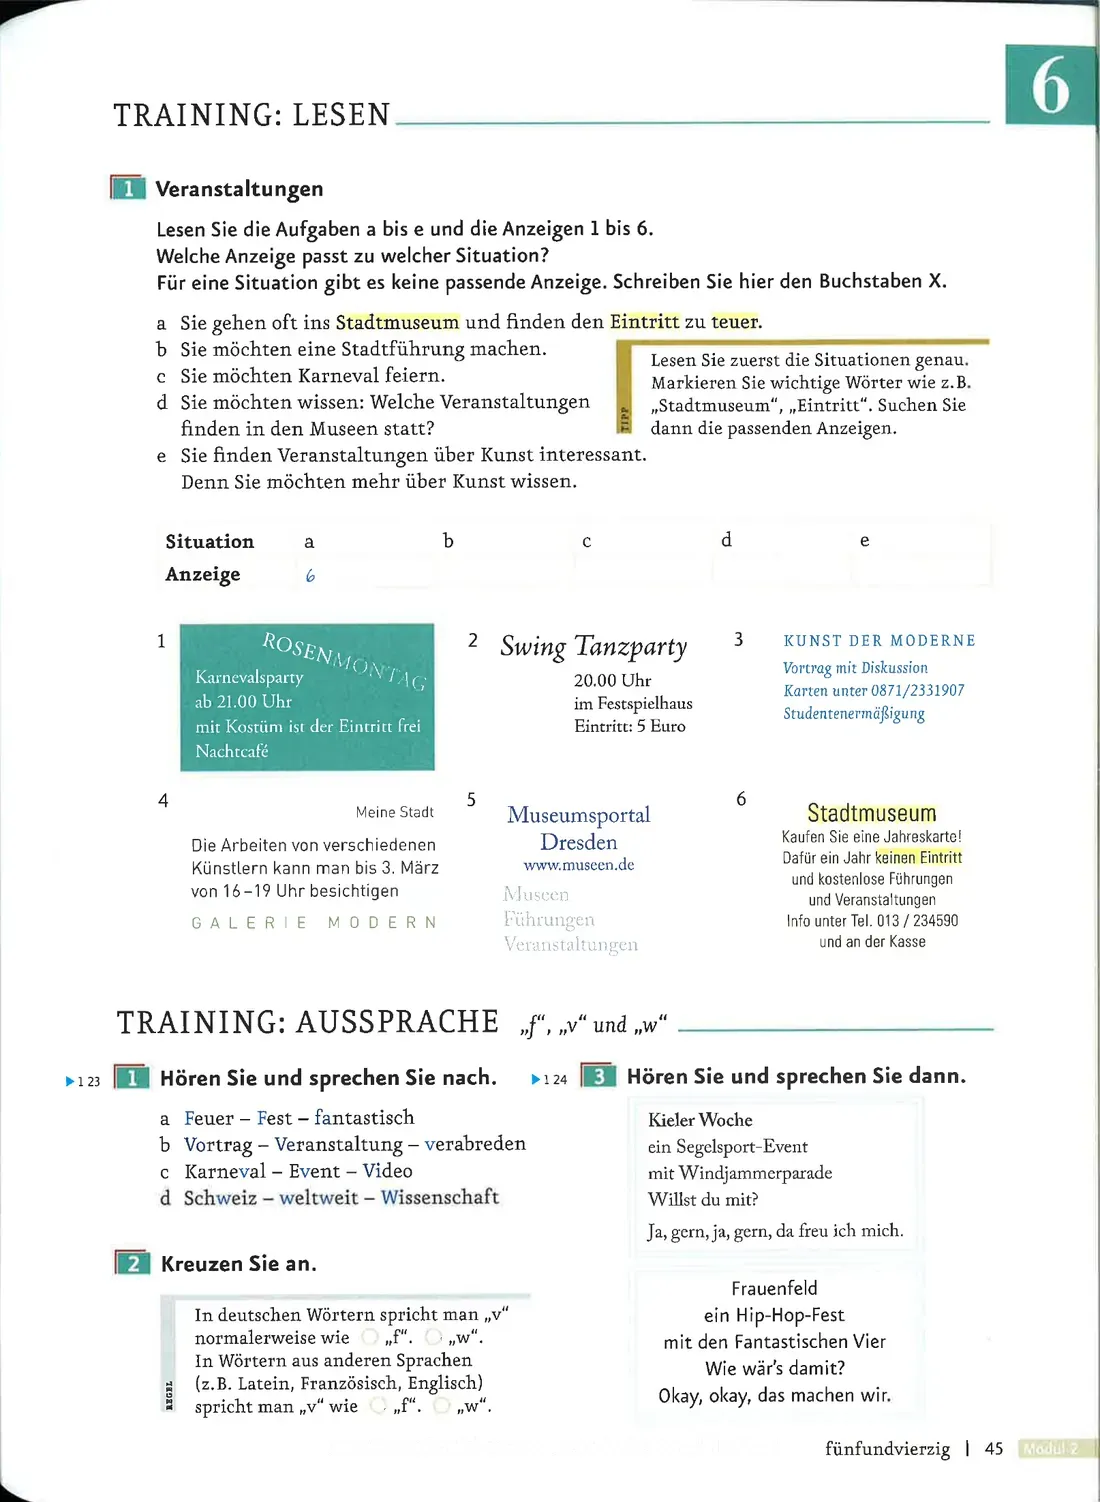 6
TRAINING: LESEN
1 Veranstaltungen
Lesen Sie die Aufgaben a bis e und die Anzeigen 1 bis 6.
Welche Anzeige passt zu welcher Situation?
Für eine Situation gibt es keine passende Anzeige. Schreiben Sie hier den Buchstaben X.
a Sie gehen oft ins Stadtmuseum und finden den Eintritt zu teuer.
b Sie möchten eine Stadtführung machen.
c Sie möchten Karneval feiern.
d Sie möchten wissen: Welche Veranstaltungen
finden in den Museen statt?
e Sie finden Veranstaltungen über Kunst interessant.
Denn Sie möchten mehr über Kunst wissen.
TIPP
Lesen Sie zuerst die Situationen genau.
Markieren Sie wichtige Wörter wie z.B.
„Stadtmuseum“, „Eintritt“. Suchen Sie
dann die passenden Anzeigen.
Situation a b c d e
Anzeige 6
1
ROSENMONTAG
Karnevalsparty
ab 21.00 Uhr
mit Kostüm ist der Eintritt frei
Nachtcafé
2
Swing Tanzparty
20.00 Uhr
im Festspielhaus
Eintritt: 5 Euro
3
KUNST DER MODERNE
Vortrag mit Diskussion
Karten unter 0871/2331907
Studentenermäßigung
4
Meine Stadt
Die Arbeiten von verschiedenen
Künstlern kann man bis 3. März
von 16–19 Uhr besichtigen
GALERIE MODERN
5
Museumsportal
Dresden
www.museen.de
Museen
Führungen
Veranstaltungen
6
Stadtmuseum
Kaufen Sie eine Jahreskarte!
Dafür ein Jahr keinen Eintritt
und kostenlose Führungen
und Veranstaltungen
Info unter Tel. 013 / 234590
und an der Kasse
TRAINING: AUSSPRACHE „f“, „v“ und „w“
▶ 1 23 1 Hören Sie und sprechen Sie nach.
a Feuer – Fest – fantastisch
b Vortrag – Veranstaltung – verabreden
c Karneval – Event – Video
d Schweiz – weltweit – Wissenschaft
2 Kreuzen Sie an.
REGEL
In deutschen Wörtern spricht man „v“
normalerweise wie ○ „f“. ○ „w“.
In Wörtern aus anderen Sprachen
(z.B. Latein, Französisch, Englisch)
spricht man „v“ wie ○ „f“. ○ „w“.
▶ 1 24 3 Hören Sie und sprechen Sie dann.
Kieler Woche
ein Segelsport-Event
mit Windjammerparade
Willst du mit?
Ja, gern, ja, gern, da freu ich mich.
Frauenfeld
ein Hip-Hop-Fest
mit den Fantastischen Vier
Wie wär's damit?
Okay, okay, das machen wir.
fünfundvierzig | 45 Modul 2